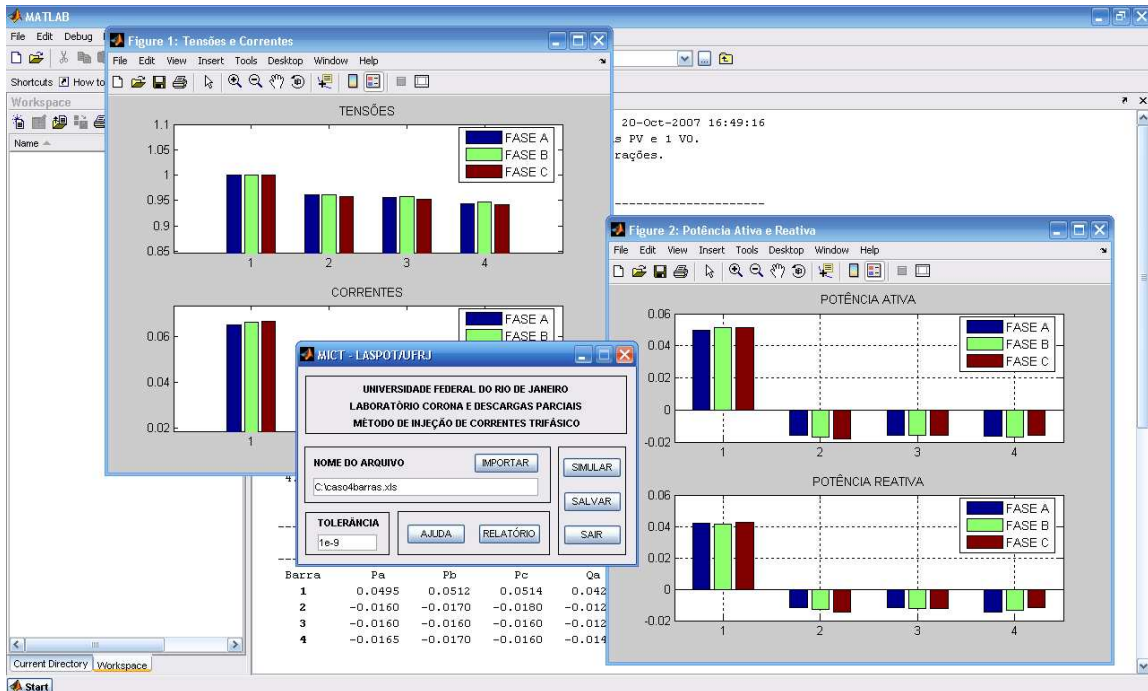 MATLAB
File Edit Debug
Shortcuts How to
Workspace
Name
Figure 1: Tensões e Correntes
File Edit View Insert Tools Desktop Window Help
TENSÕES
1.1
1.05
1
0.95
0.9
0.85
1 2 3 4
FASE A
FASE B
FASE C
CORRENTES
0.06
0.04
0.02
1
FASE A
FASE B
20-Oct-2007 16:49:16
s PV e 1 VO.
rações.
Figure 2: Potência Ativa e Reativa
File Edit View Insert Tools Desktop Window Help
POTÊNCIA ATIVA
0.06
0.04
0.02
0
-0.02
1 2 3 4
FASE A
FASE B
FASE C
POTÊNCIA REATIVA
0.06
0.04
0.02
0
-0.02
1 2 3 4
FASE A
FASE B
FASE C
MICT - LASPOT/UFRJ
UNIVERSIDADE FEDERAL DO RIO DE JANEIRO
LABORATÓRIO CORONA E DESCARGAS PARCIAIS
MÉTODO DE INJEÇÃO DE CORRENTES TRIFÁSICO
NOME DO ARQUIVO IMPORTAR
C:\caso4barras.xls
TOLERÂNCIA
1e-9
AJUDA RELATÓRIO
SIMULAR
SALVAR
SAIR
Barra Pa Pb Pc Qa
1 0.0495 0.0512 0.0514 0.042
2 -0.0160 -0.0170 -0.0180 -0.012
3 -0.0160 -0.0160 -0.0160 -0.012
4 -0.0165 -0.0170 -0.0160 -0.014
Current Directory Workspace
Start